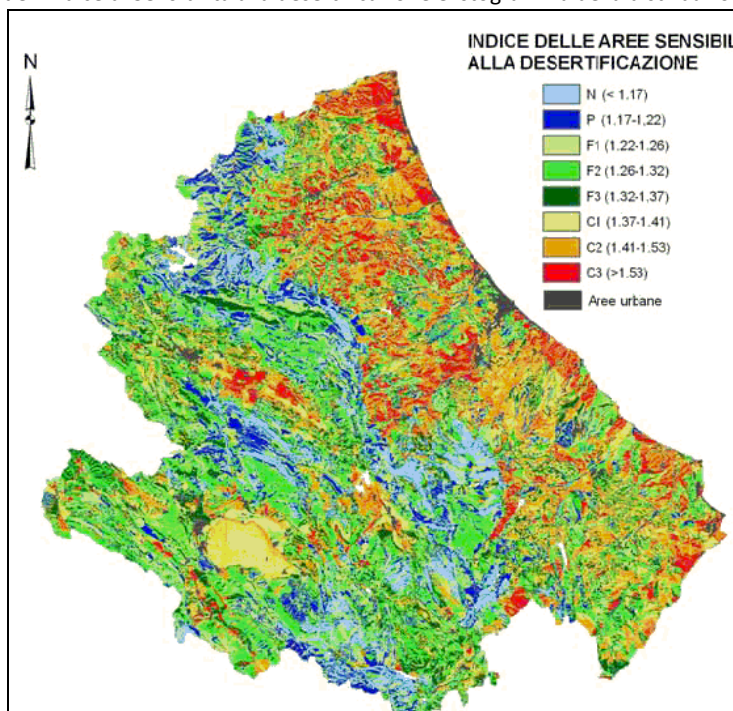 INDICE DELLE AREE SENSIBIL
ALLA DESERTIFICAZIONE
N
N (< 1.17)
P (1.17-1,22)
F1 (1.22-1.26)
F2 (1.26-1.32)
F3 (1.32-1.37)
C1 (1.37-1.41)
C2 (1.41-1.53)
C3 (>1.53)
Aree urbane